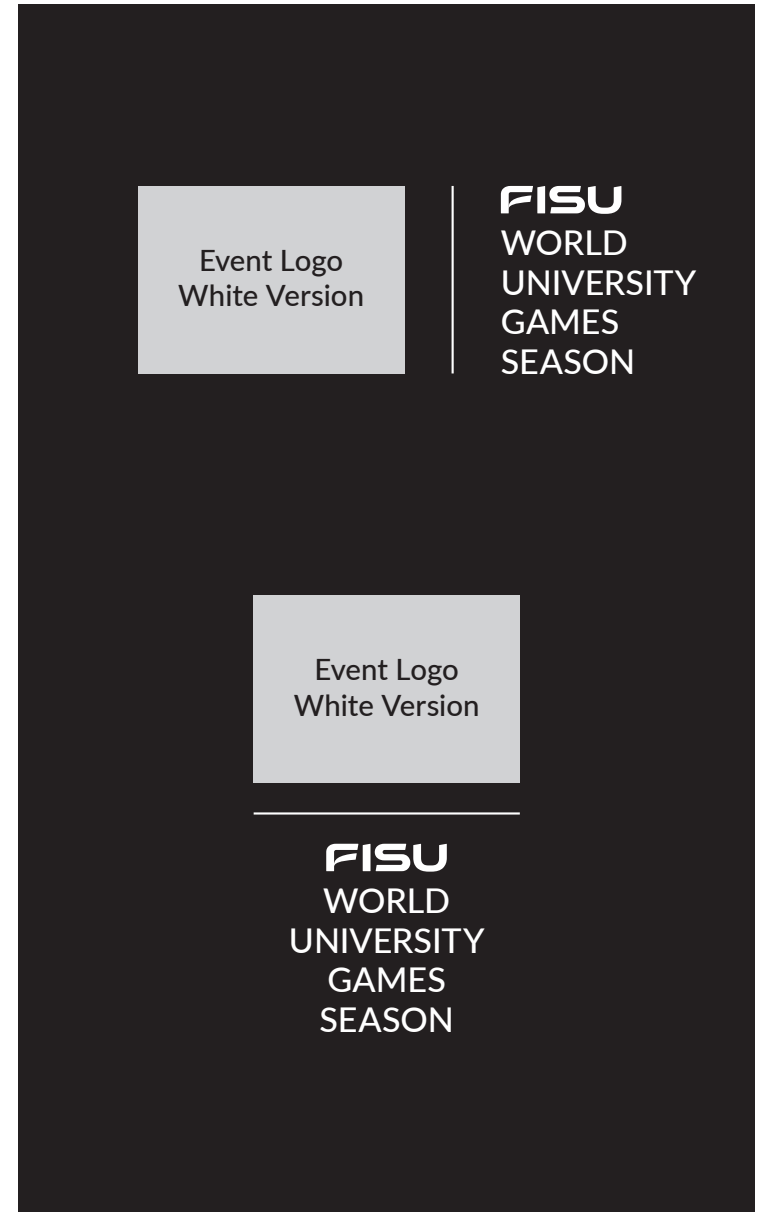 Event Logo
White Version
FISU
WORLD
UNIVERSITY
GAMES
SEASON
Event Logo
White Version
FISU
WORLD
UNIVERSITY
GAMES
SEASON